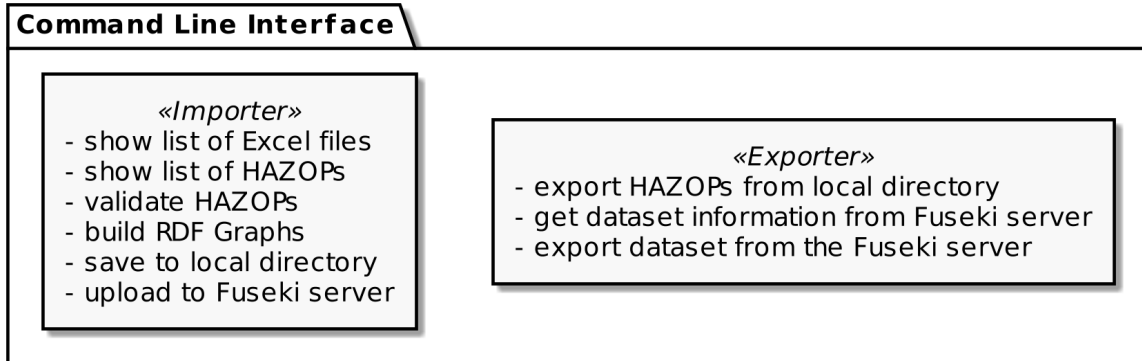 Command Line Interface
«Importer»
- show list of Excel files
- show list of HAZOPs
- validate HAZOPs
- build RDF Graphs
- save to local directory
- upload to Fuseki server
«Exporter»
- export HAZOPs from local directory
- get dataset information from Fuseki server
- export dataset from the Fuseki server